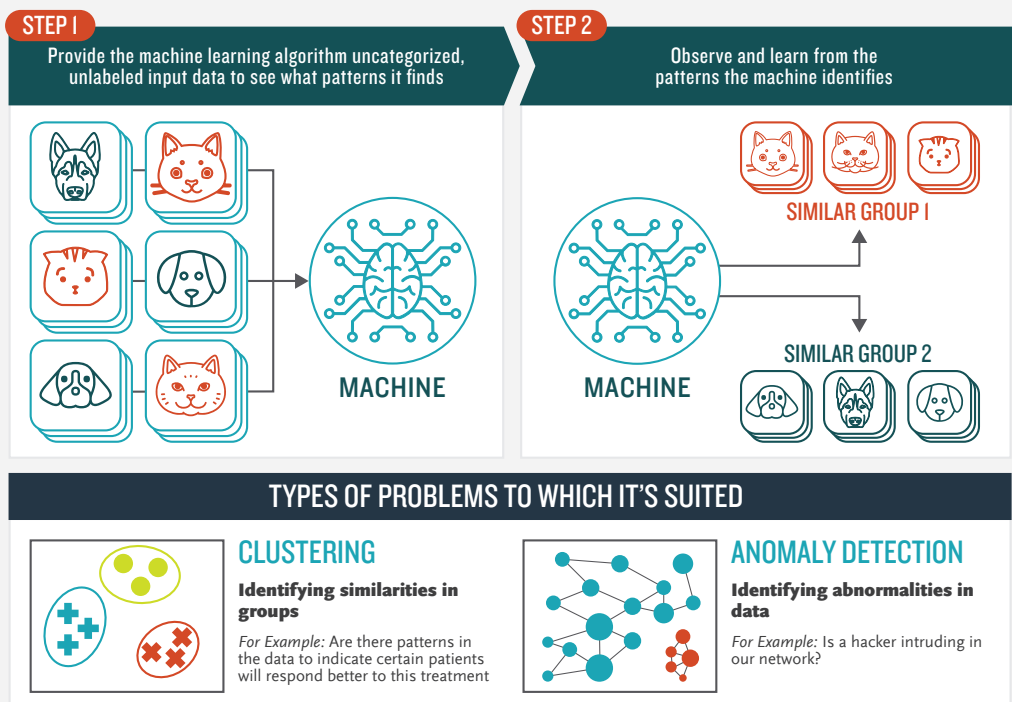 STEP 1
Provide the machine learning algorithm uncategorized,
unlabeled input data to see what patterns it finds
MACHINE
STEP 2
Observe and learn from the
patterns the machine identifies
SIMILAR GROUP 1
MACHINE
SIMILAR GROUP 2
TYPES OF PROBLEMS TO WHICH IT'S SUITED
CLUSTERING
Identifying similarities in
groups
For Example: Are there patterns in
the data to indicate certain patients
will respond better to this treatment
ANOMALY DETECTION
Identifying abnormalities in
data
For Example: Is a hacker intruding in
our network?